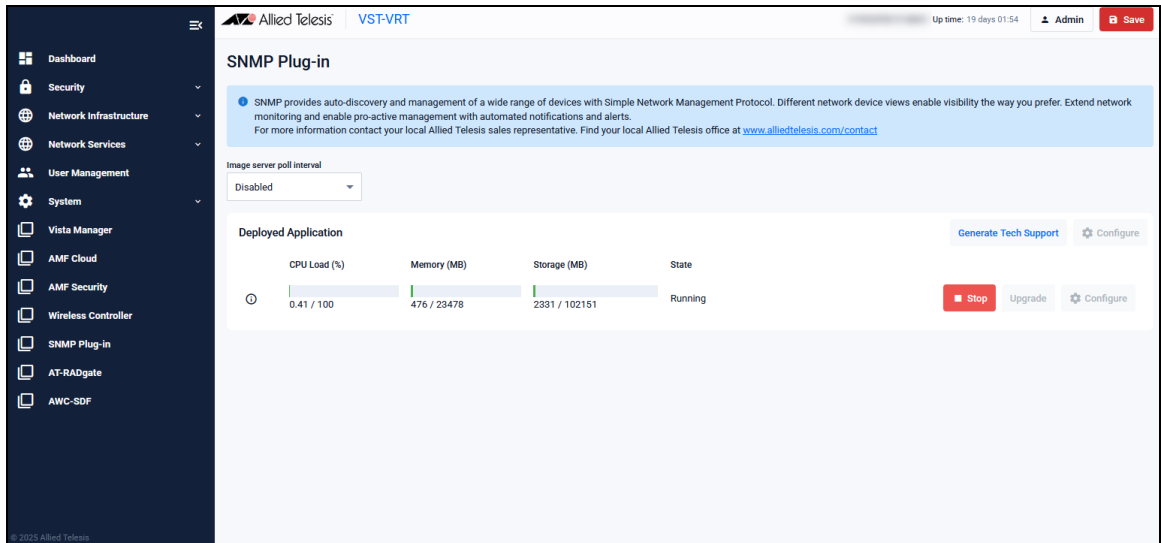 Allied Telesis VST-VRT
Up time: 19 days 01:54 Admin Save
Dashboard
Security
Network Infrastructure
Network Services
User Management
System
Vista Manager
AMF Cloud
AMF Security
Wireless Controller
SNMP Plug-in
AT-RADgate
AWC-SDF
© 2025 Allied Telesis
SNMP Plug-in
SNMP provides auto-discovery and management of a wide range of devices with Simple Network Management Protocol. Different network device views enable visibility the way you prefer. Extend network
monitoring and enable pro-active management with automated notifications and alerts.
For more information contact your local Allied Telesis sales representative. Find your local Allied Telesis office at www.alliedtelesis.com/contact
Image server poll interval
Disabled
Deployed Application Generate Tech Support Configure
CPU Load (%) Memory (MB) Storage (MB) State
0.41 / 100 476 / 23478 2331 / 102151 Running Stop Upgrade Configure